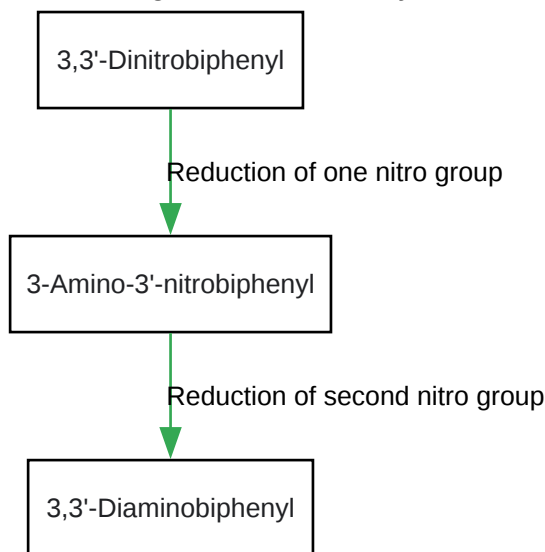 3,3'-Dinitrobiphenyl
Reduction of one nitro group
3-Amino-3'-nitrobiphenyl
Reduction of second nitro group
3,3'-Diaminobiphenyl